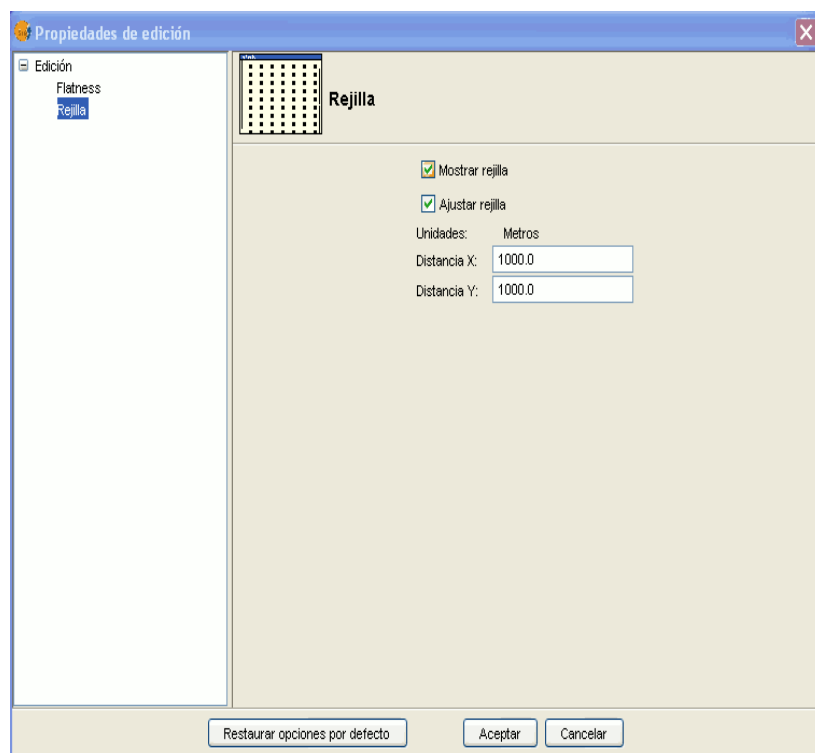 Propiedades de edición
Edición
Flatness
Rejilla
Rejilla
Mostrar rejilla
Ajustar rejilla
Unidades: Metros
Distancia X: 1000.0
Distancia Y: 1000.0
Restaurar opciones por defecto Aceptar Cancelar